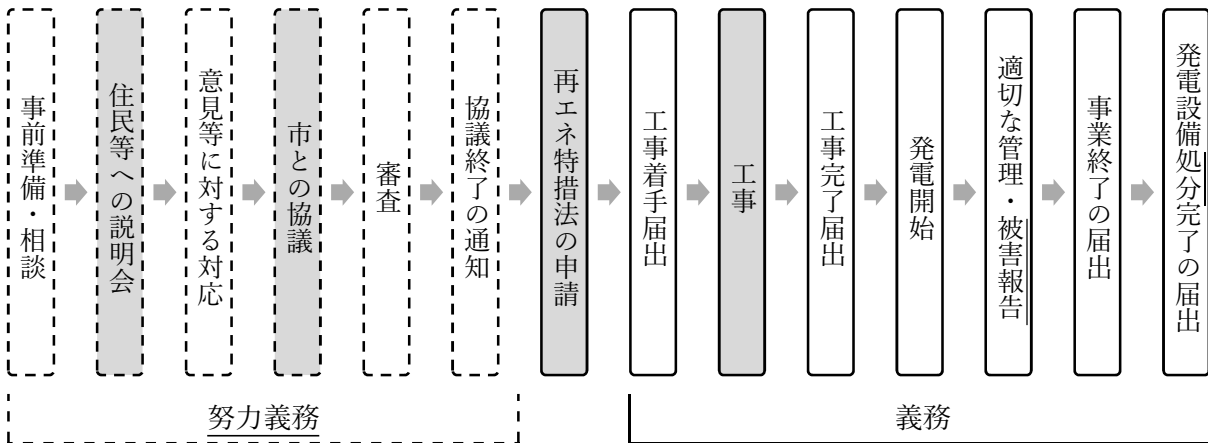 事前準備・相談
住民等への説明会
意見等に対する対応
市との協議
審査
協議終了の通知
再エネ特措法の申請
工事着手届出
工事
工事完了届出
発電開始
適切な管理・被害報告
事業終了の届出
発電設備処分完了の届出
努力義務
義務